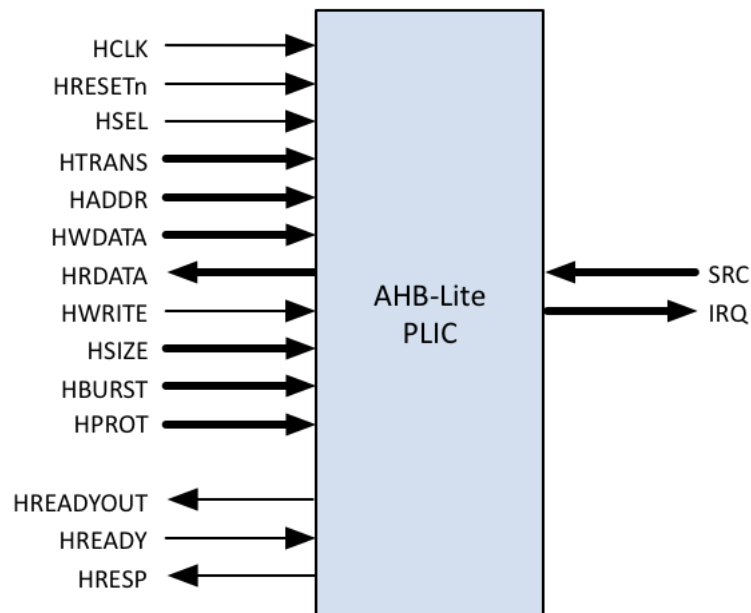 HCLK
HRESETn
HSEL
HTRANS
HADDR
HWDATA
HRDATA
HWRITE
HSIZE
HBURST
HPROT
HREADYOUT
HREADY
HRESP
AHB-Lite
PLIC
SRC
IRQ